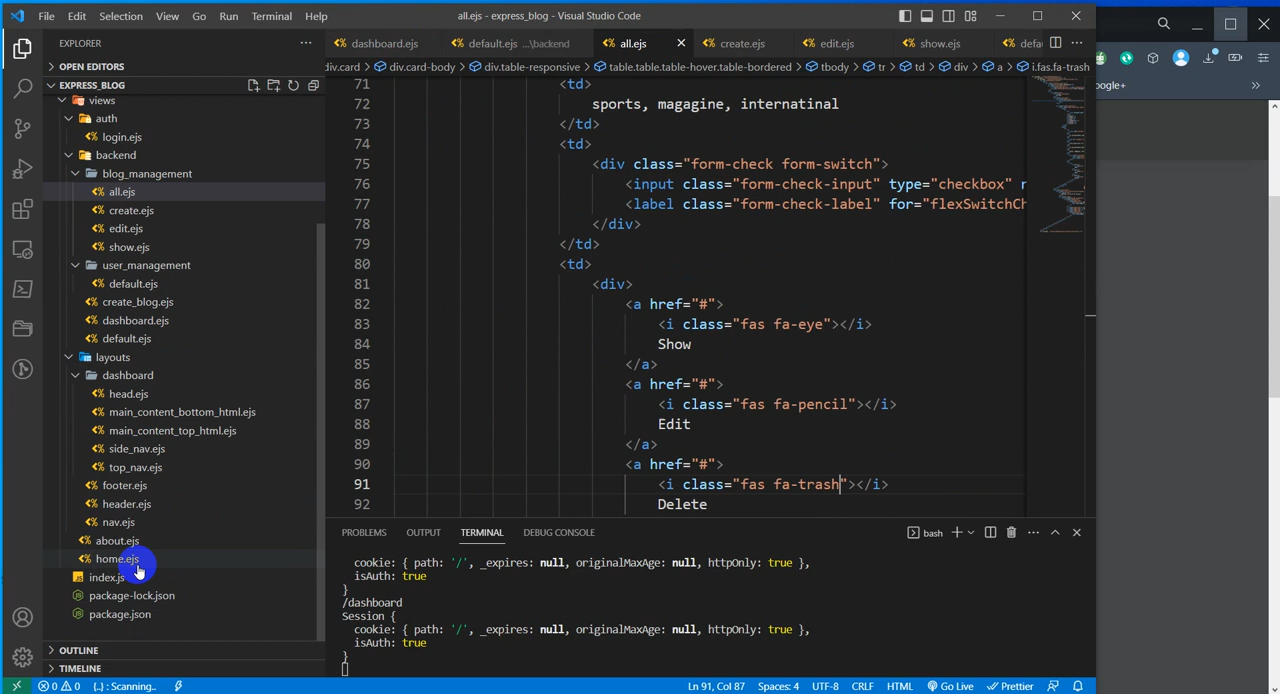 File Edit Selection View Go Run Terminal Help all.ejs - express_blog - Visual Studio Code
EXPLORER
dashboard.ejs default.ejs ...\backend all.ejs create.ejs edit.ejs show.ejs defau
OPEN EDITORS
div.card div.card-body div.table-responsive table.table.table-hover.table-bordered tbody tr td div a i.fas.fa-trash
EXPRESS_BLOG
oogle+
views
auth
login.ejs
backend
blog_management
all.ejs
create.ejs
edit.ejs
show.ejs
user_management
default.ejs
create_blog.ejs
dashboard.ejs
default.ejs
layouts
dashboard
head.ejs
main_content_bottom_html.ejs
main_content_top_html.ejs
side_nav.ejs
top_nav.ejs
footer.ejs
header.ejs
nav.ejs
about.ejs
home.ejs
index.js
package-lock.json
package.json
OUTLINE
TIMELINE
71 <td>
72 sports, magagine, internatinal
73 </td>
74 <td>
75 <div class="form-check form-switch">
76 <input class="form-check-input" type="checkbox" r
77 <label class="form-check-label" for="flexSwitchCh
78 </div>
79 </td>
80 <td>
81 <div>
82 <a href="#">
83 <i class="fas fa-eye"></i>
84 Show
85 </a>
86 <a href="#">
87 <i class="fas fa-pencil"></i>
88 Edit
89 </a>
90 <a href="#">
91 <i class="fas fa-trash"></i>
92 Delete
PROBLEMS OUTPUT TERMINAL DEBUG CONSOLE bash
cookie: { path: '/', _expires: null, originalMaxAge: null, httpOnly: true },
isAuth: true
}
/dashboard
Session {
cookie: { path: '/', _expires: null, originalMaxAge: null, httpOnly: true },
isAuth: true
}
0 0 {..} : Scanning.. Ln 91, Col 87 Spaces: 4 UTF-8 CRLF HTML Go Live Prettier